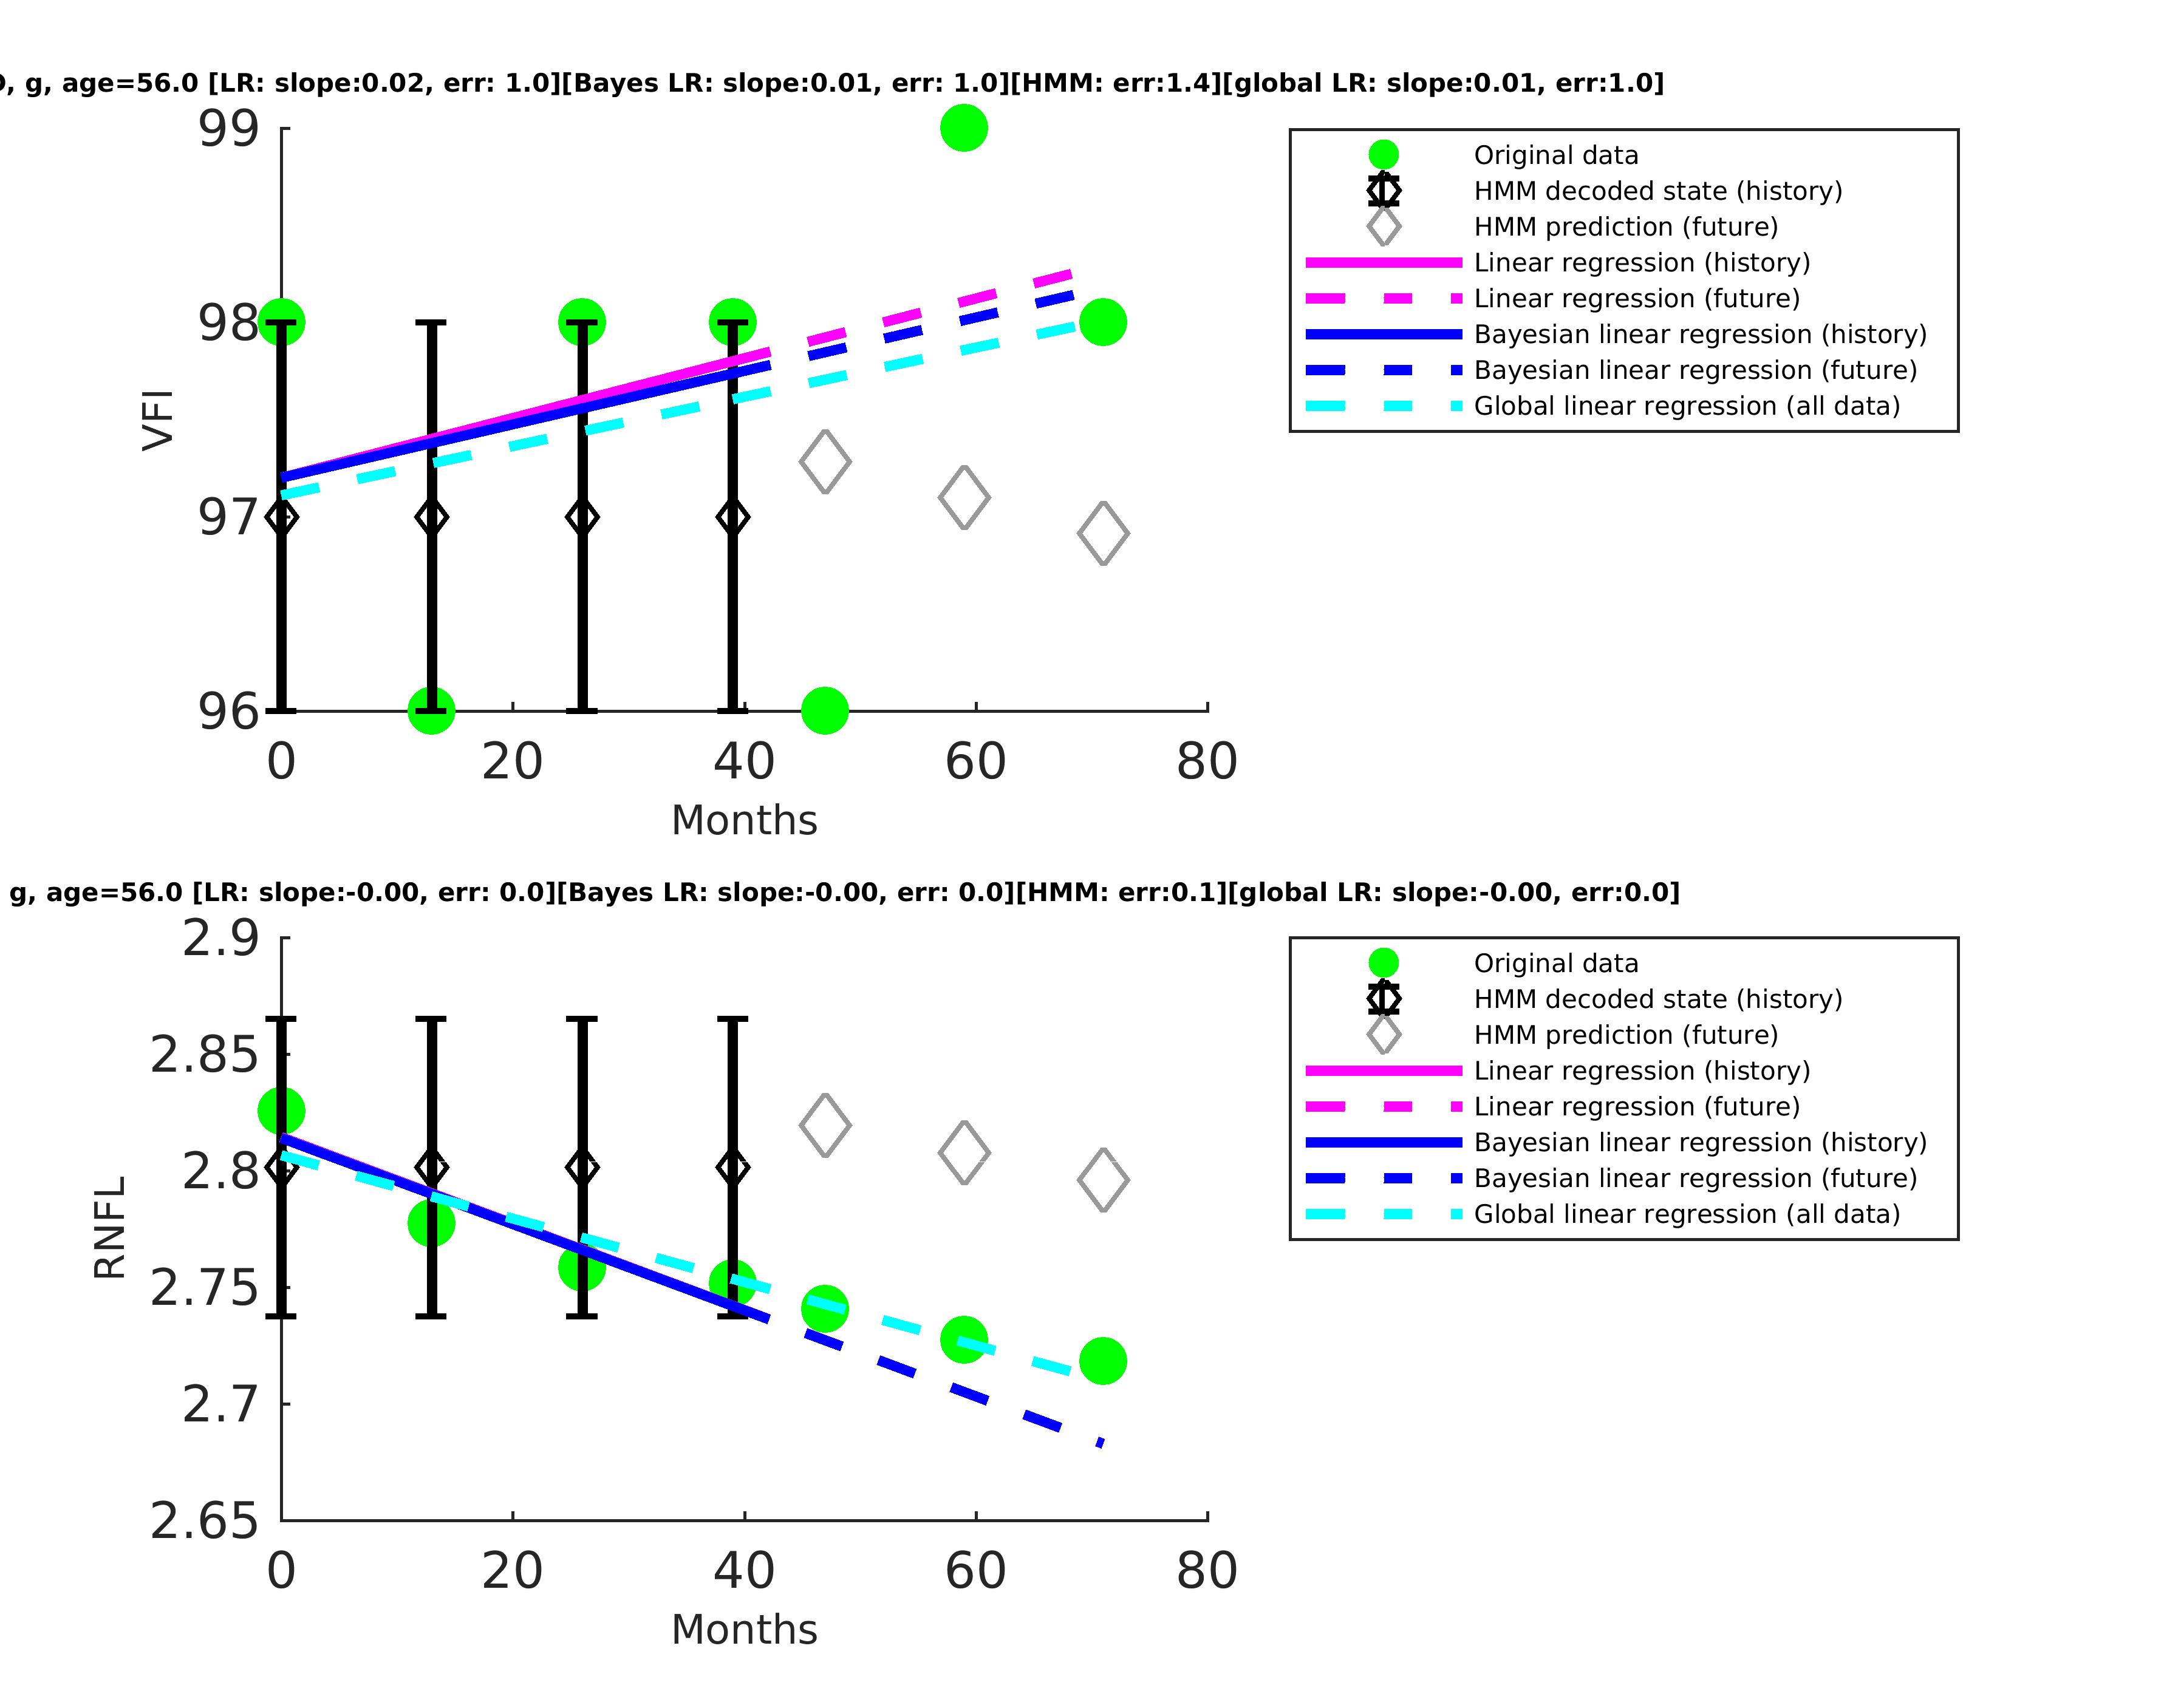 g, age=56.0 [LR: slope:0.02, err: 1.0][Bayes LR: slope:0.01, err: 1.0][HMM: err:1.4][global LR: slope:0.01, err:1.0]
99
98
97
96
VFI
0 20 40 60 80
Months
Original data
HMM decoded state (history)
HMM prediction (future)
Linear regression (history)
Linear regression (future)
Bayesian linear regression (history)
Bayesian linear regression (future)
Global linear regression (all data)
g, age=56.0 [LR: slope:-0.00, err: 0.0][Bayes LR: slope:-0.00, err: 0.0][HMM: err:0.1][global LR: slope:-0.00, err:0.0]
2.9
2.85
2.8
2.75
2.7
2.65
RNFL
0 20 40 60 80
Months
Original data
HMM decoded state (history)
HMM prediction (future)
Linear regression (history)
Linear regression (future)
Bayesian linear regression (history)
Bayesian linear regression (future)
Global linear regression (all data)